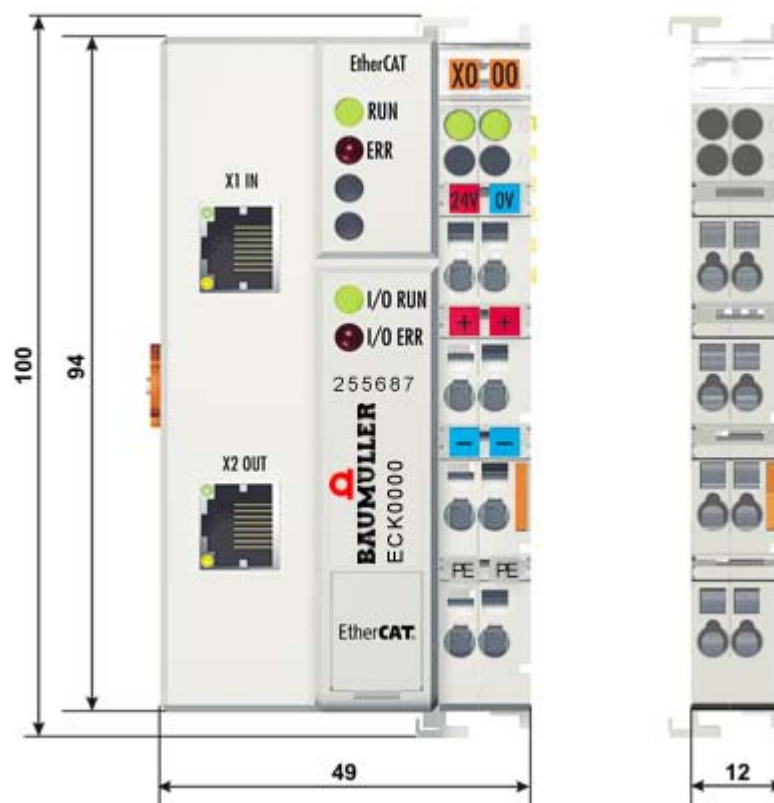 EtherCAT
X0 00
RUN
ERR
X1 IN
24V 0V
I/O RUN
+ +
I/O ERR
255687
BAUMULLER
ECK0000
X2 OUT
- -
PE PE
EtherCAT.
100
94
49
12